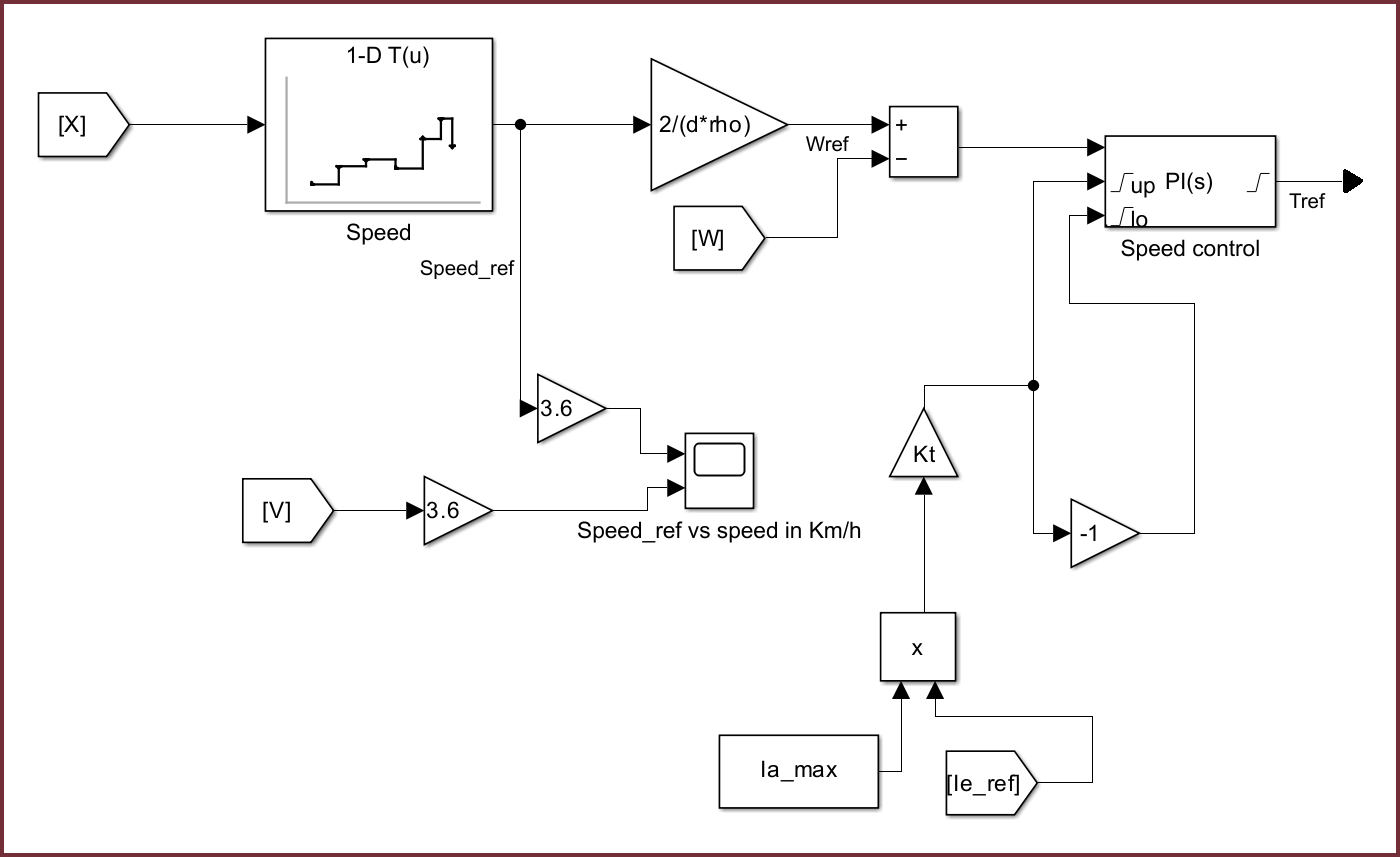 1-D T(u)
[X]
2/(d*rho)
+
−
Wref
up
PI(s)
lo
Tref
Speed
[W]
Speed control
Speed_ref
3.6
Kt
[V]
3.6
Speed_ref vs speed in Km/h
-1
x
Ia_max
[Ie_ref]